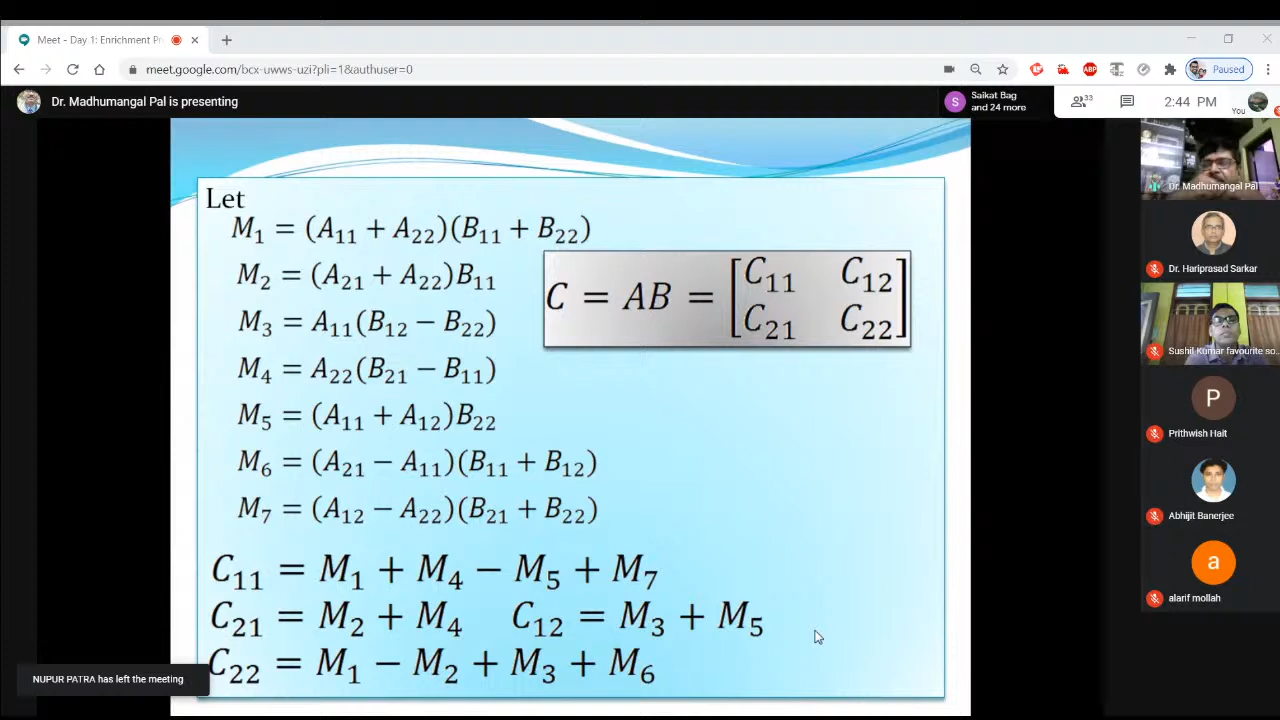 Meet - Day 1: Enrichment Pr
meet.google.com/bcx-uwws-uzi?pli=1&authuser=0
ABP
Paused
Dr. Madhumangal Pal is presenting
S
Saikat Bag
and 24 more
33
2:44 PM
You
Let
M₁ = (A₁₁ + A₂₂)(B₁₁ + B₂₂)
M₂ = (A₂₁ + A₂₂)B₁₁
M₃ = A₁₁(B₁₂ − B₂₂)
M₄ = A₂₂(B₂₁ − B₁₁)
M₅ = (A₁₁ + A₁₂)B₂₂
M₆ = (A₂₁ − A₁₁)(B₁₁ + B₁₂)
M₇ = (A₁₂ − A₂₂)(B₂₁ + B₂₂)
C = AB = [C₁₁ C₁₂
C₂₁ C₂₂]
C₁₁ = M₁ + M₄ − M₅ + M₇
C₂₁ = M₂ + M₄ C₁₂ = M₃ + M₅
C₂₂ = M₁ − M₂ + M₃ + M₆
NUPUR PATRA has left the meeting
Dr. Madhumangal Pal
Dr. Hariprasad Sarkar
Sushil Kumar favourite so...
P
Prithwish Hait
Abhijit Banerjee
a
alarif mollah